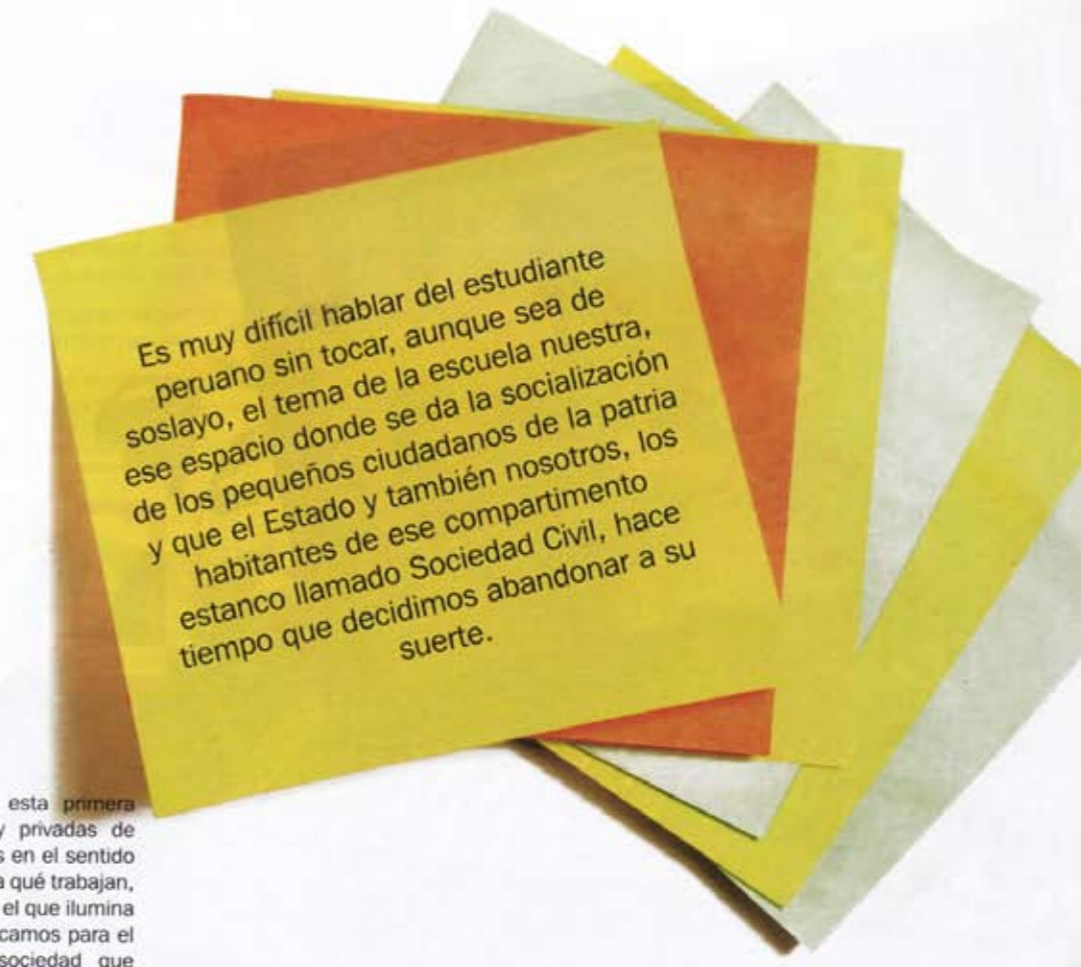 Es muy difícil hablar del estudiante
peruano sin tocar, aunque sea de
soslayo, el tema de la escuela nuestra,
ese espacio donde se da la socialización
de los pequeños ciudadanos de la patria
y que el Estado y también nosotros, los
habitantes de ese compartimento
estanco llamado Sociedad Civil, hace
tiempo que decidimos abandonar a su
suerte.
esta primera
y privadas de
s en el sentido
a qué trabajan,
el que ilumina
camos para el
sociedad que